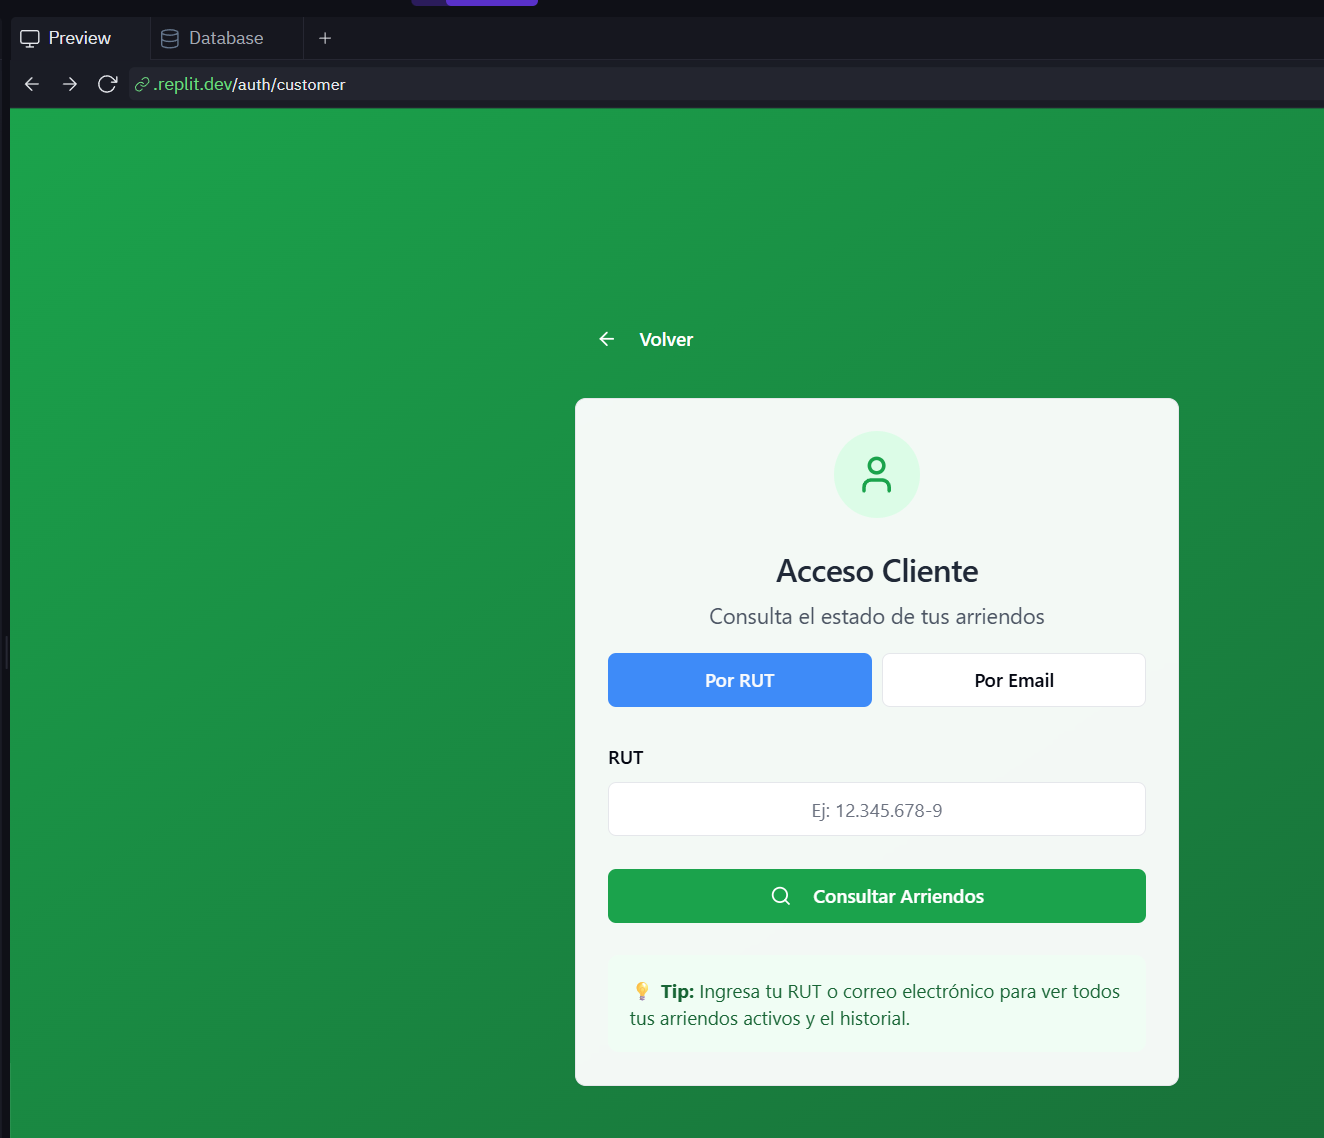 Preview
Database
.replit.dev/auth/customer
Volver
Acceso Cliente
Consulta el estado de tus arriendos
Por RUT
Por Email
RUT
Ej: 12.345.678-9
Consultar Arriendos
💡 Tip: Ingresa tu RUT o correo electrónico para ver todos
tus arriendos activos y el historial.